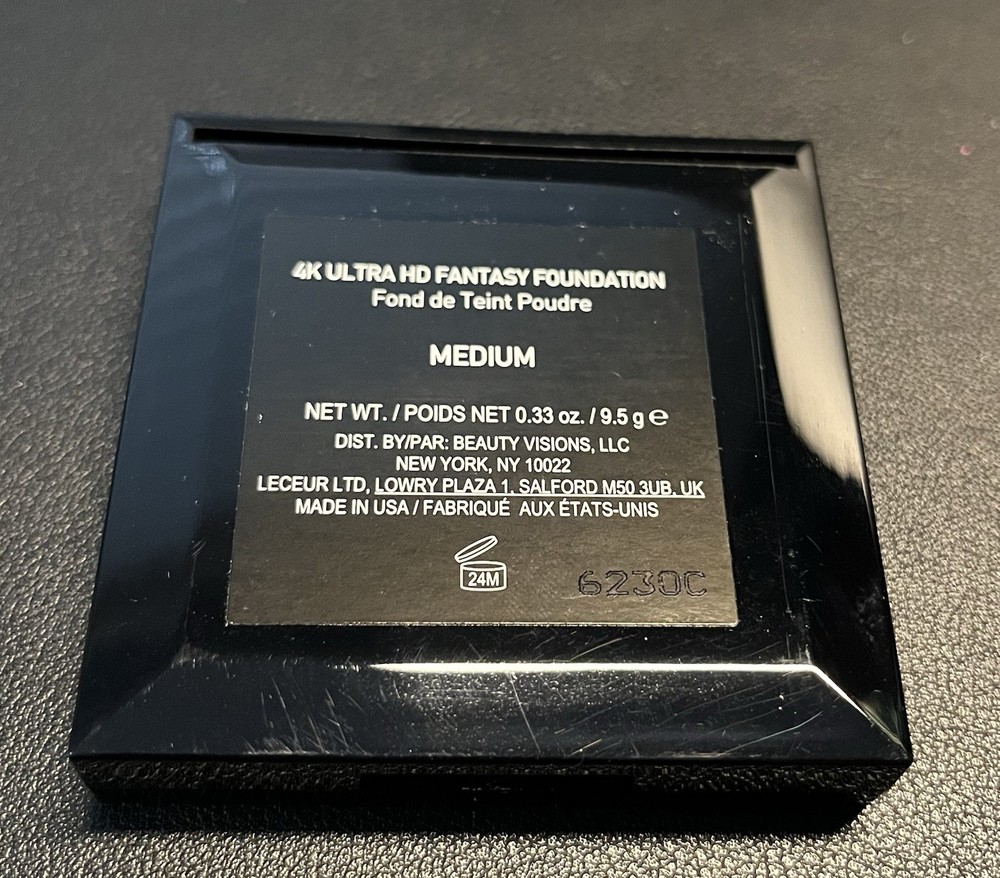 4K ULTRA HD FANTASY FOUNDATION
Fond de Teint Poudre
MEDIUM
NET WT. / POIDS NET 0.33 oz. / 9.5 g ℮
DIST. BY/PAR: BEAUTY VISIONS, LLC
NEW YORK, NY 10022
LECEUR LTD, LOWRY PLAZA 1, SALFORD M50 3UB, UK
MADE IN USA / FABRIQUÉ AUX ÉTATS-UNIS
24M
6230C